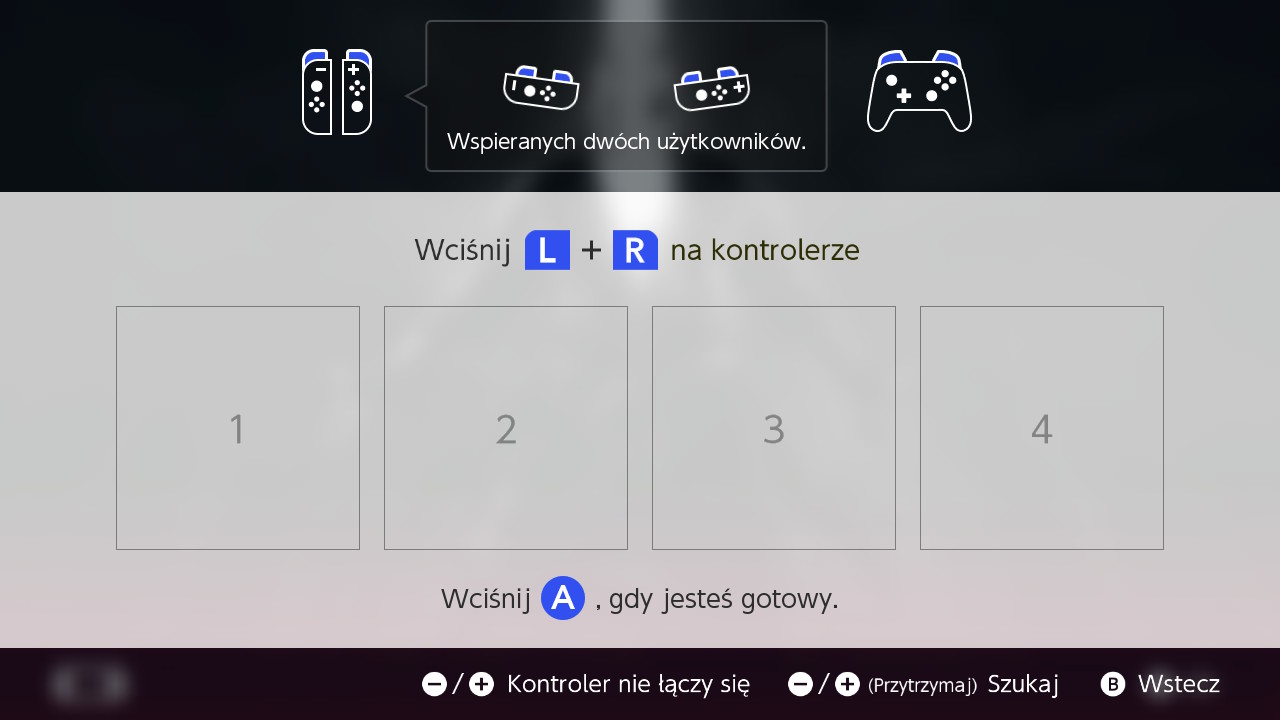 Wspieranych dwóch użytkowników.
Wciśnij L + R na kontrolerze
1 2 3 4
Wciśnij A , gdy jesteś gotowy.
−/+ Kontroler nie łączy się −/+ (Przytrzymaj) Szukaj B Wstecz